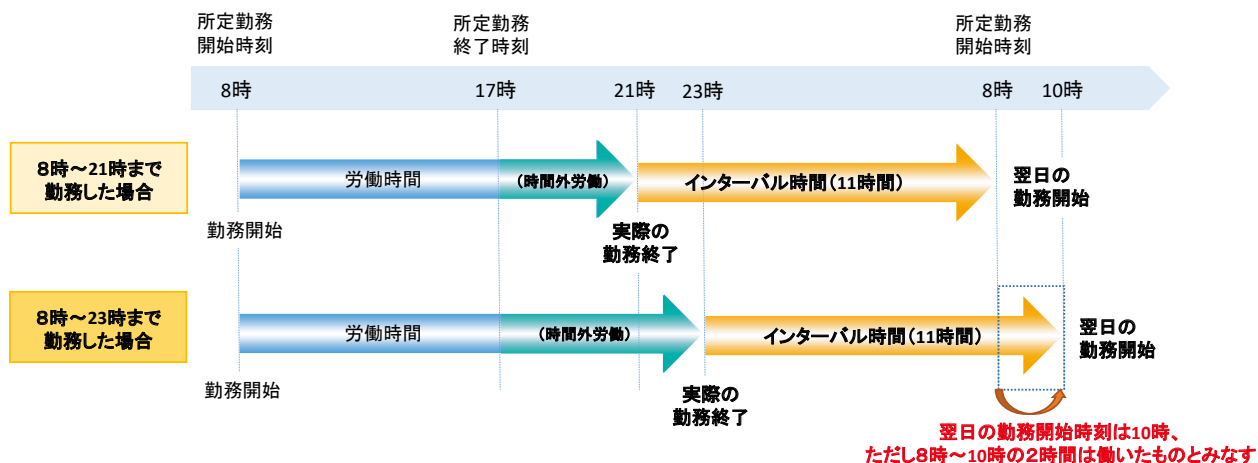 所定勤務
開始時刻
所定勤務
終了時刻
所定勤務
開始時刻
8時
17時
21時
23時
8時
10時
8時～21時まで
勤務した場合
労働時間
(時間外労働)
インターバル時間(11時間)
翌日の
勤務開始
勤務開始
実際の
勤務終了
8時～23時まで
勤務した場合
労働時間
(時間外労働)
インターバル時間(11時間)
翌日の
勤務開始
勤務開始
実際の
勤務終了
翌日の勤務開始時刻は10時、
ただし8時～10時の2時間は働いたものとみなす